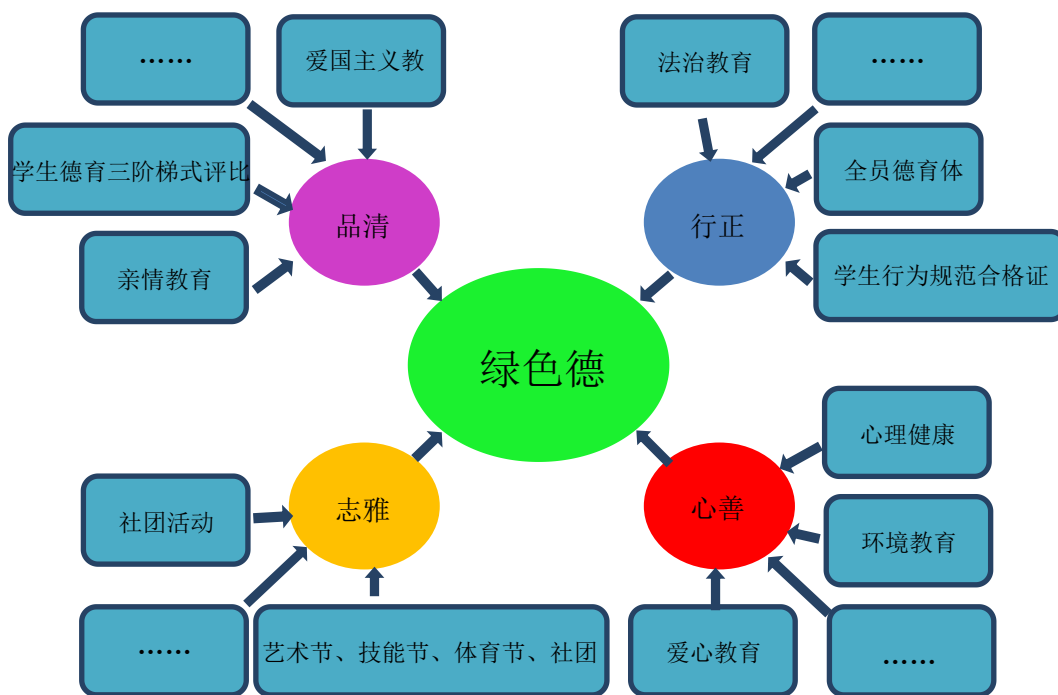 ……
爱国主义教
法治教育
……
学生德育三阶梯式评比
全员德育体
品清
行正
亲情教育
学生行为规范合格证
绿色德
心理健康
社团活动
志雅
心善
环境教育
……
艺术节、技能节、体育节、社团
爱心教育
……